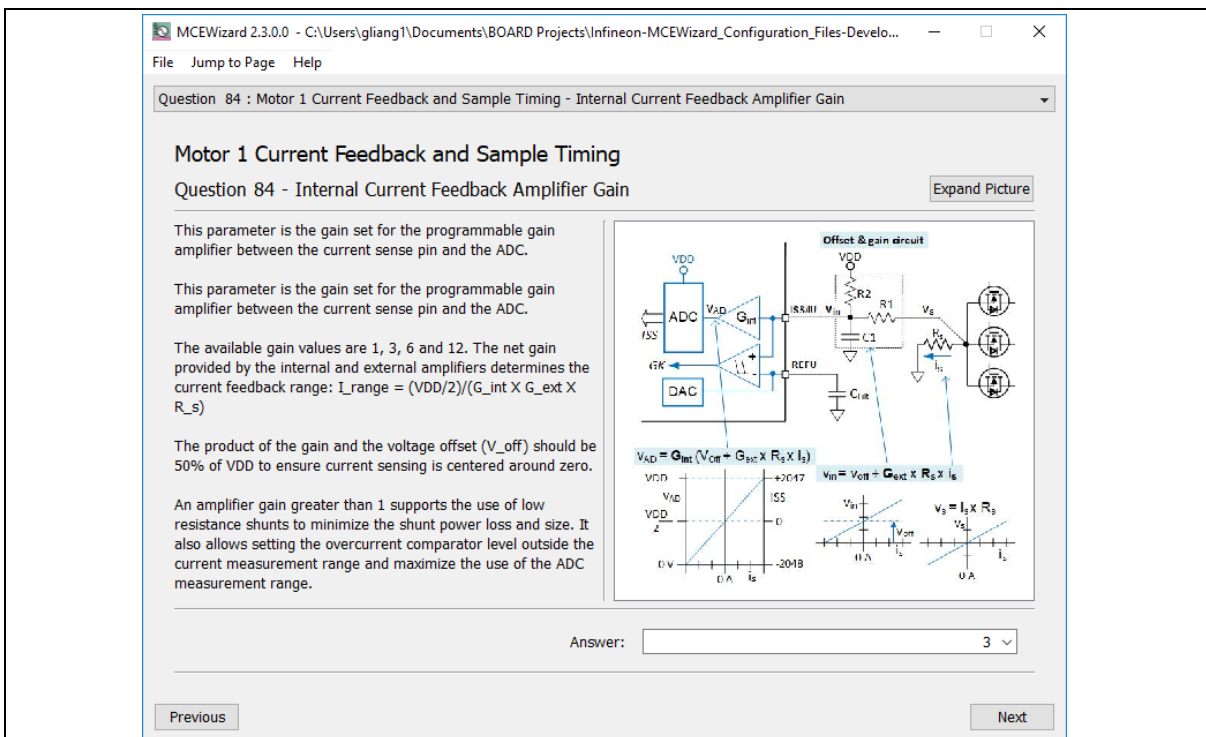 MCEWizard 2.3.0.0 - C:\Users\gliang1\Documents\BOARD Projects\Infineon-MCEWizard_Configuration_Files-Develo...
File Jump to Page Help
Question 84 : Motor 1 Current Feedback and Sample Timing - Internal Current Feedback Amplifier Gain
Motor 1 Current Feedback and Sample Timing
Question 84 - Internal Current Feedback Amplifier Gain
Expand Picture
This parameter is the gain set for the programmable gain
amplifier between the current sense pin and the ADC.
This parameter is the gain set for the programmable gain
amplifier between the current sense pin and the ADC.
The available gain values are 1, 3, 6 and 12. The net gain
provided by the internal and external amplifiers determines the
current feedback range: I_range = (VDD/2)/(G_int X G_ext X
R_s)
The product of the gain and the voltage offset (V_off) should be
50% of VDD to ensure current sensing is centered around zero.
An amplifier gain greater than 1 supports the use of low
resistance shunts to minimize the shunt power loss and size. It
also allows setting the overcurrent comparator level outside the
current measurement range and maximize the use of the ADC
measurement range.
Offset & gain circuit
VDD
VDD
R2
R1
ADC
VAD
Gint
ISS/IU
Vin
Vs
Rs
ISS
C1
is
GK
REFU
DAC
VAD = Gint (Voff + Gext x Rs x Is)
vin = voff + Gext x Rs x is
VDD
+2047
VAD
ISS
Vin
vs = Is x Rs
Vs
VDD
2
0
Voff
is
is
0 V
-2048
0 A
is
0 A
0 A
Answer:
3
Previous
Next